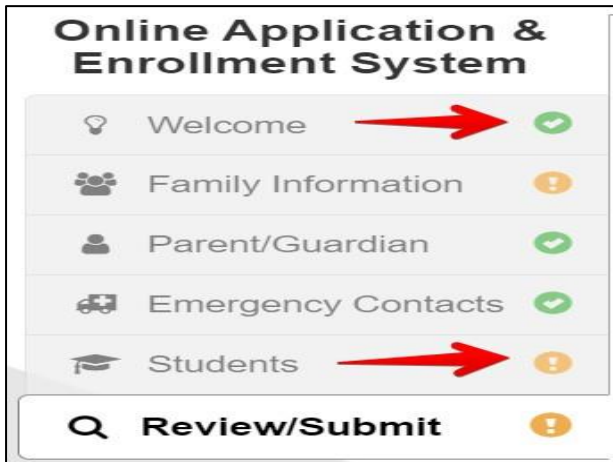 Online Application &
Enrollment System
Welcome
Family Information
Parent/Guardian
Emergency Contacts
Students
Review/Submit